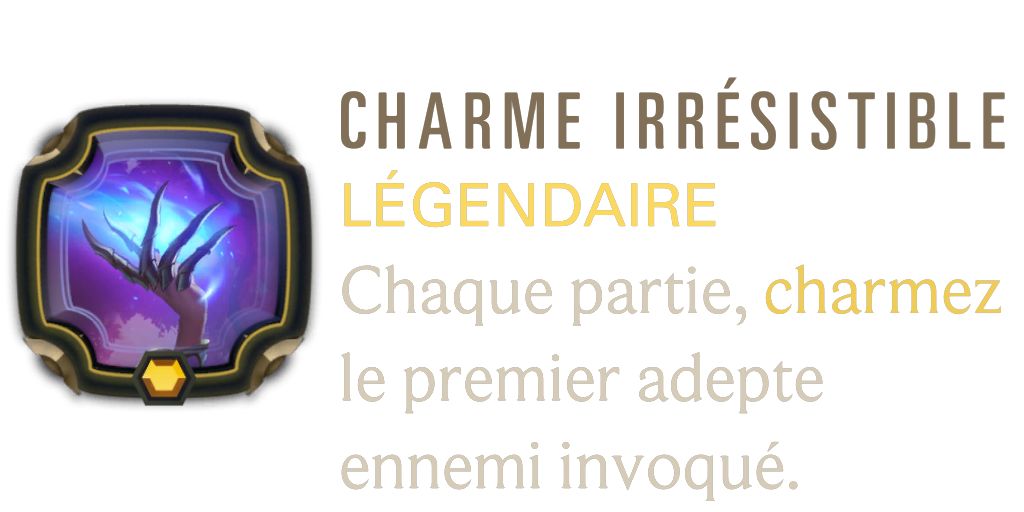 CHARME IRRÉSISTIBLE
LÉGENDAIRE
Chaque partie, charmez
le premier adepte
ennemi invoqué.